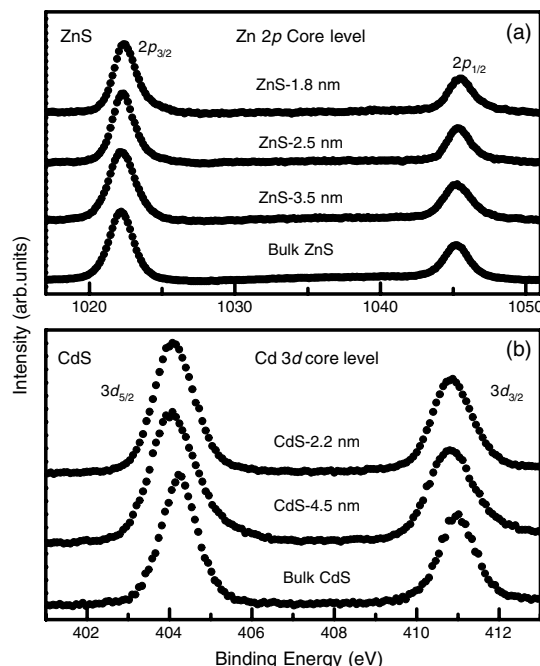 ZnS Zn 2p Core level (a)
2p3/2 2p1/2
ZnS-1.8 nm
ZnS-2.5 nm
ZnS-3.5 nm
Bulk ZnS
1020 1030 1040 1050
Intensity (arb.units)
CdS Cd 3d core level (b)
3d5/2 3d3/2
CdS-2.2 nm
CdS-4.5 nm
Bulk CdS
402 404 406 408 410 412
Binding Energy (eV)